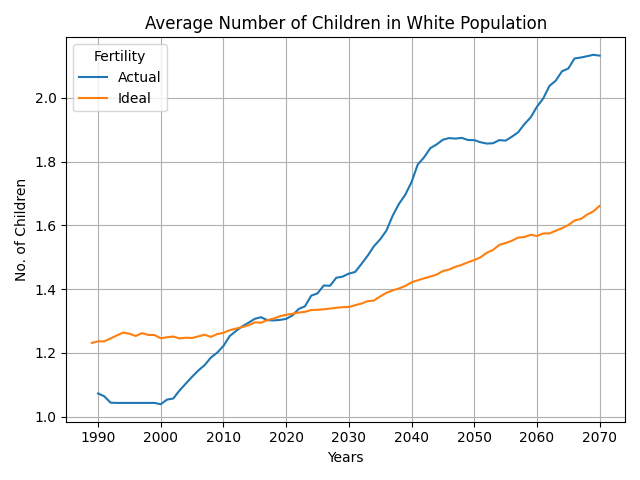 Average Number of Children in White Population
Fertility
Actual
Ideal
2.0
1.8
1.6
1.4
1.2
1.0
No. of Children
1990 2000 2010 2020 2030 2040 2050 2060 2070
Years